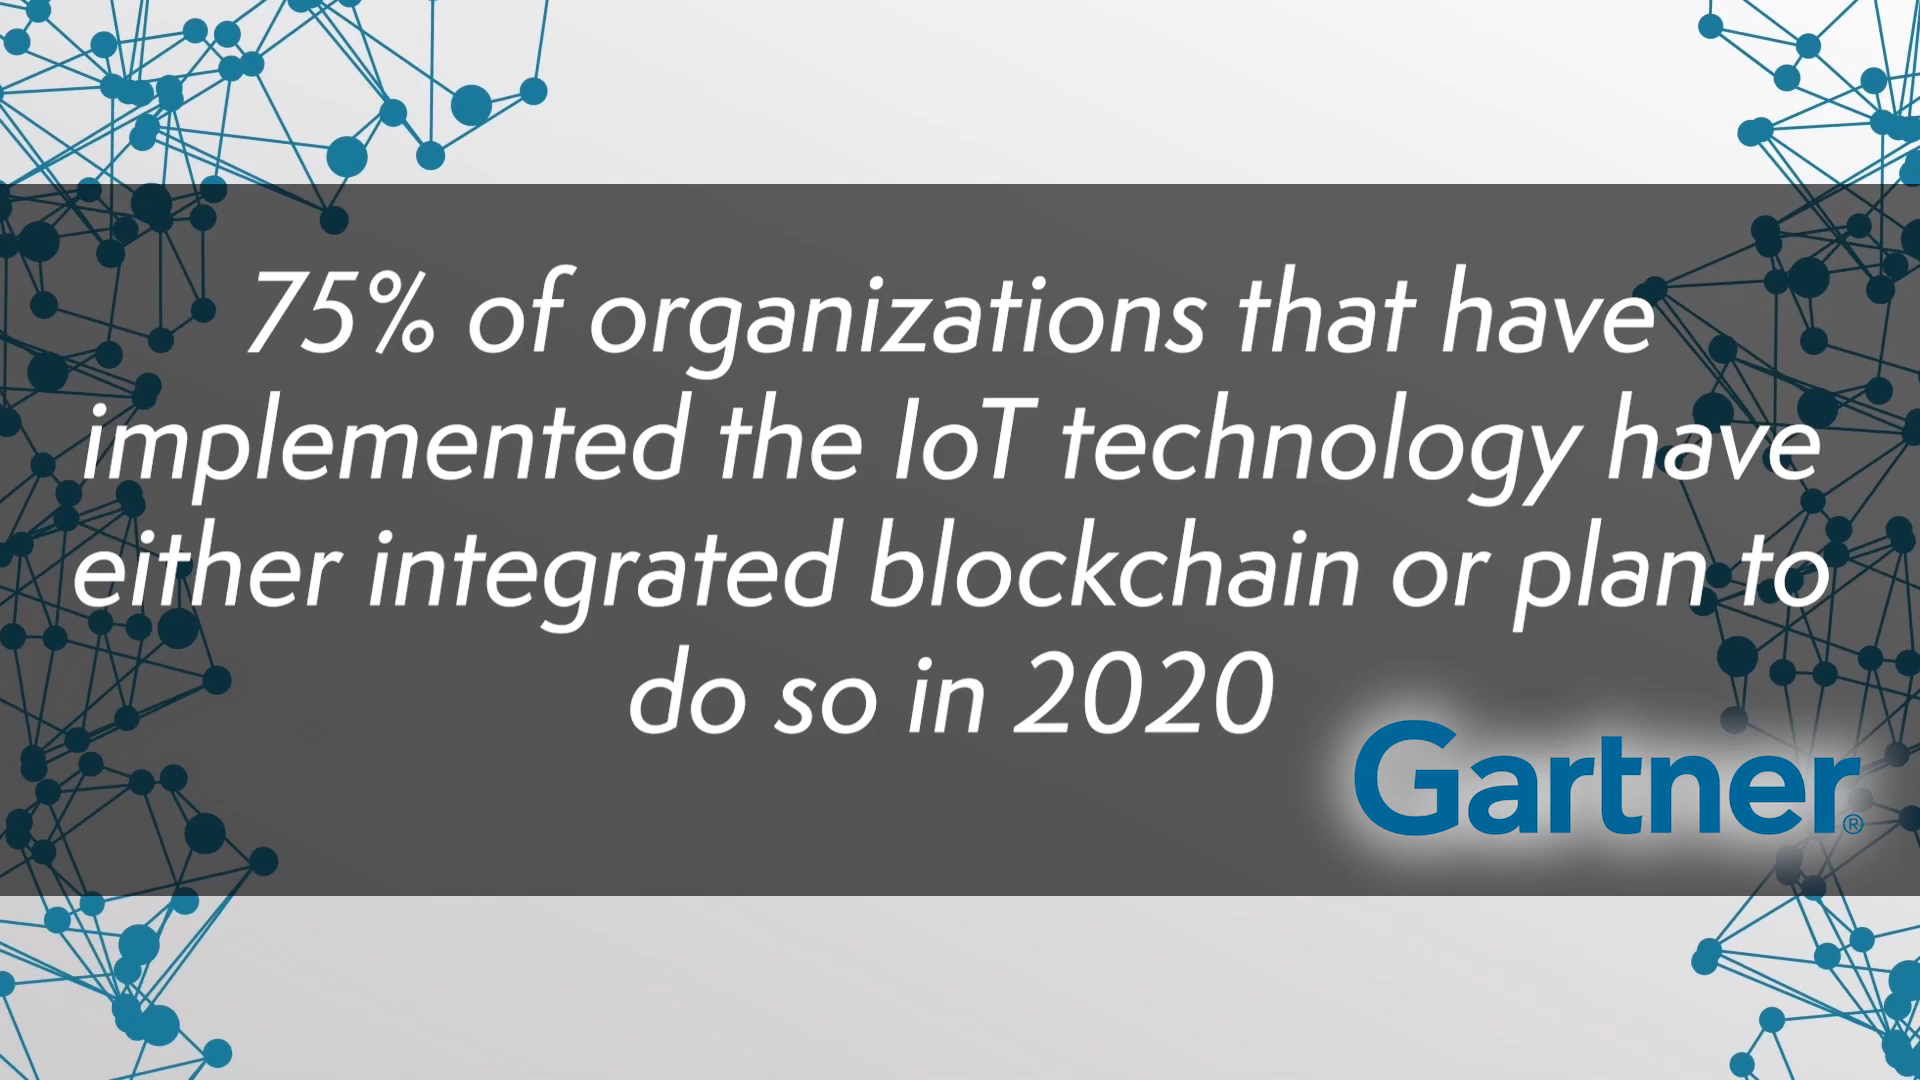 75% of organizations that have
implemented the IoT technology have
either integrated blockchain or plan to
do so in 2020
Gartner®